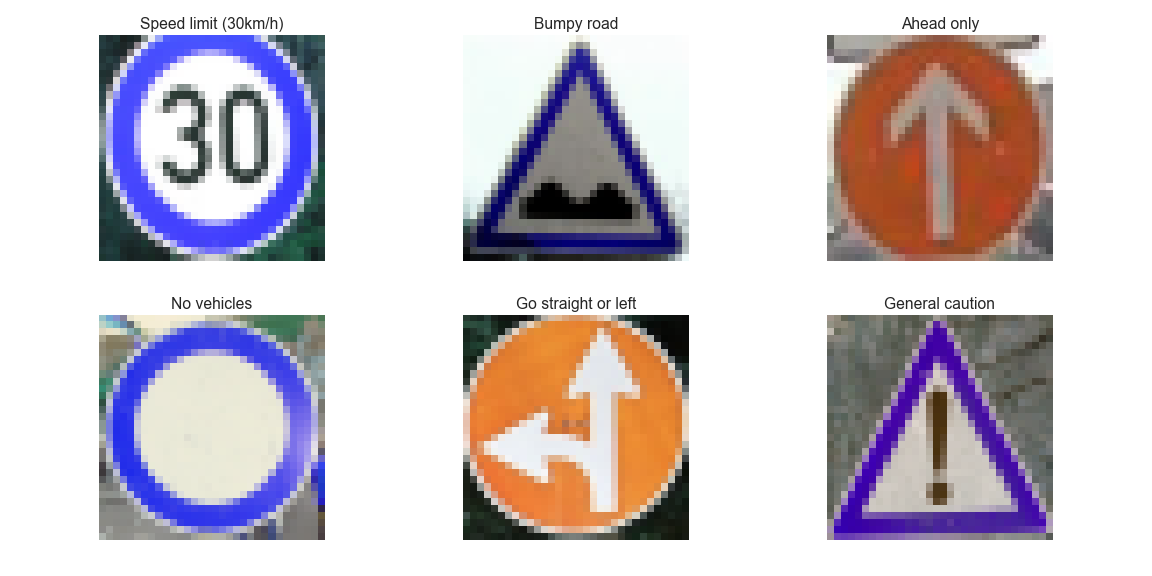 Speed limit (30km/h)
Bumpy road
Ahead only
30
No vehicles
Go straight or left
General caution